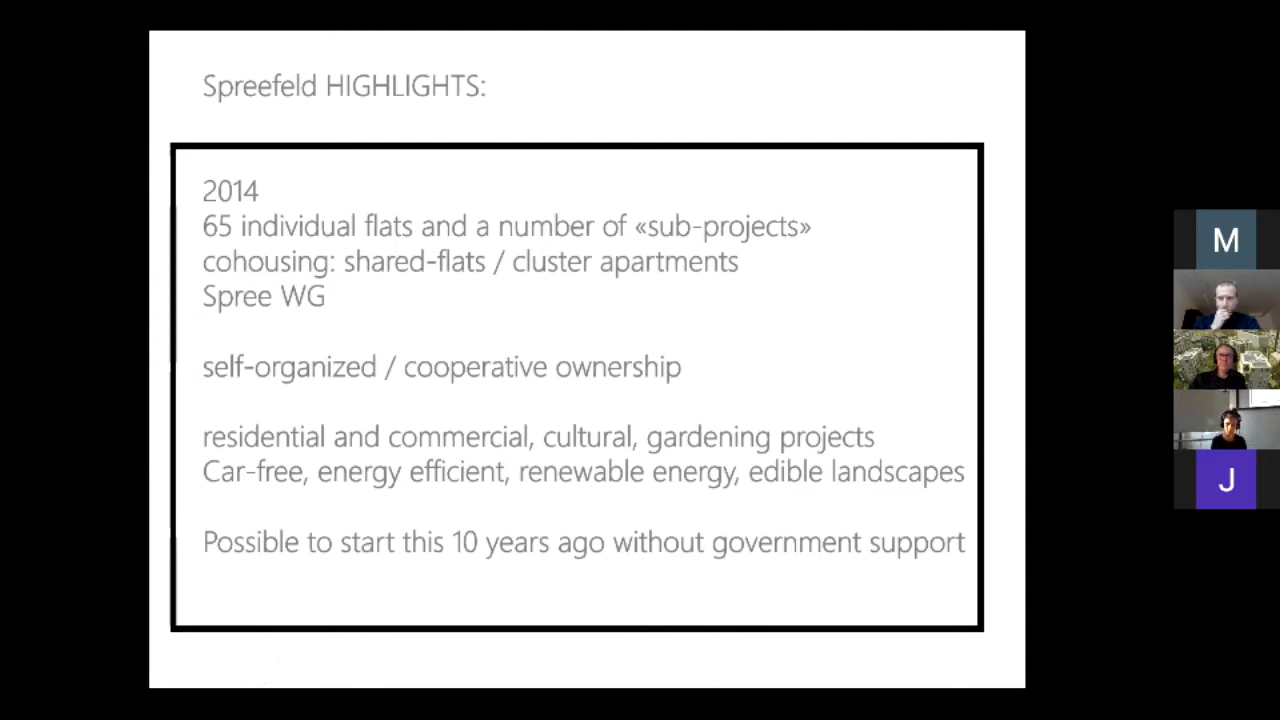 Spreefeld HIGHLIGHTS:
2014
65 individual flats and a number of «sub-projects»
cohousing: shared-flats / cluster apartments
Spree WG
self-organized / cooperative ownership
residential and commercial, cultural, gardening projects
Car-free, energy efficient, renewable energy, edible landscapes
Possible to start this 10 years ago without government support
M
J